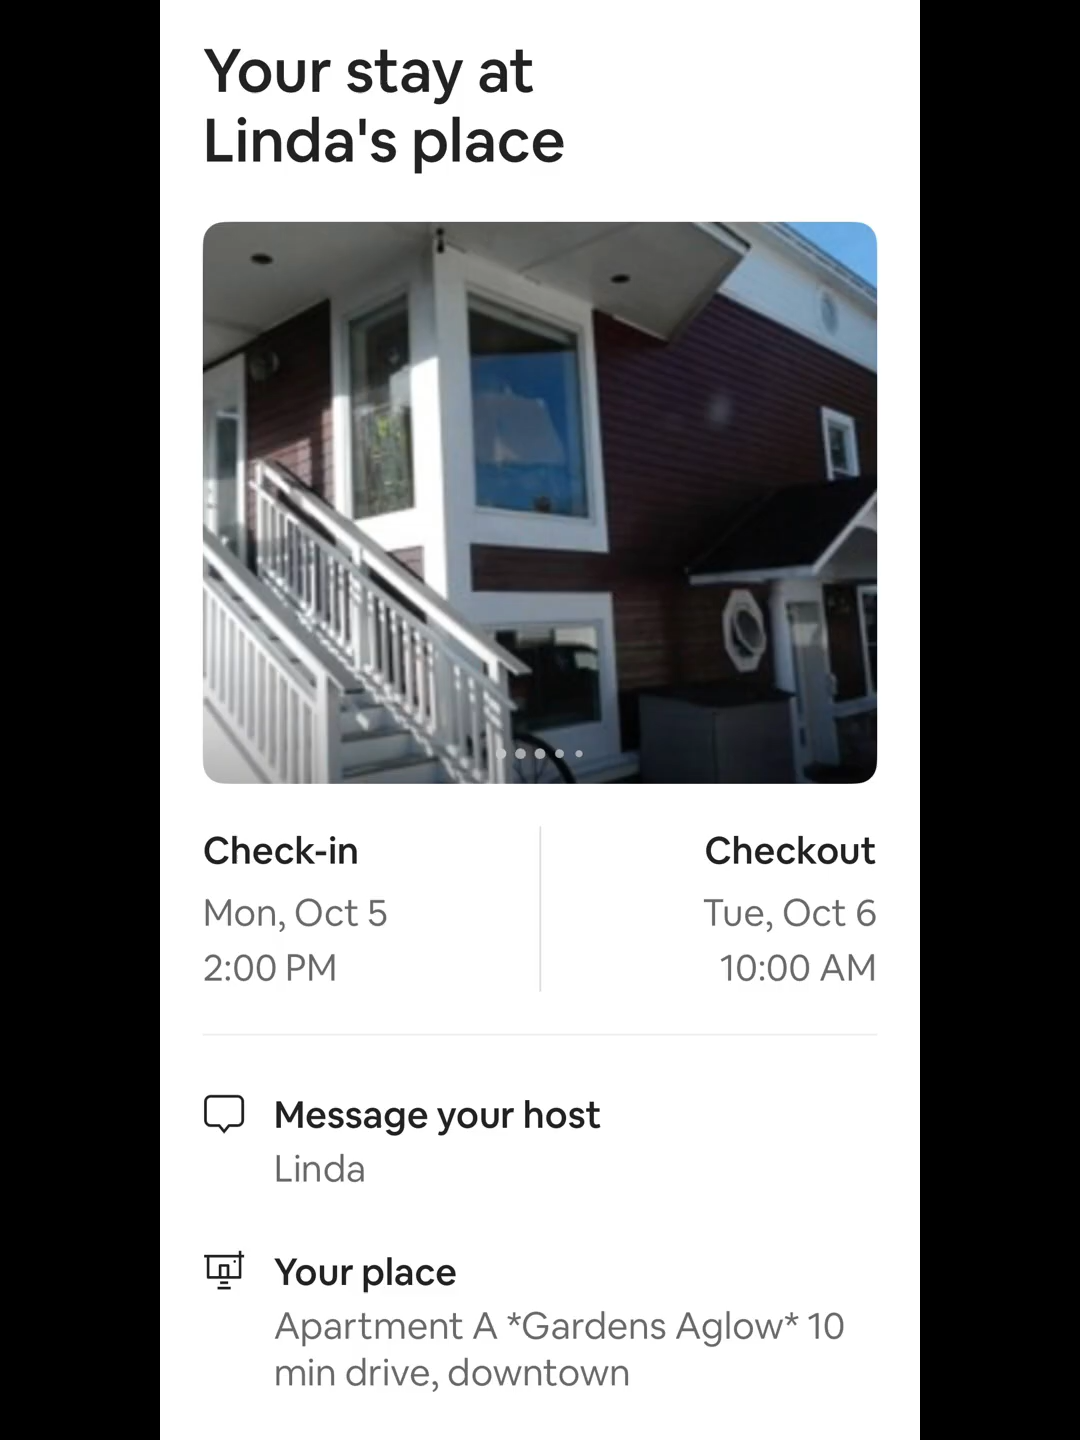 Your stay at
Linda's place
Check-in
Checkout
Mon, Oct 5
Tue, Oct 6
2:00 PM
10:00 AM
Message your host
Linda
Your place
Apartment A *Gardens Aglow* 10
min drive, downtown